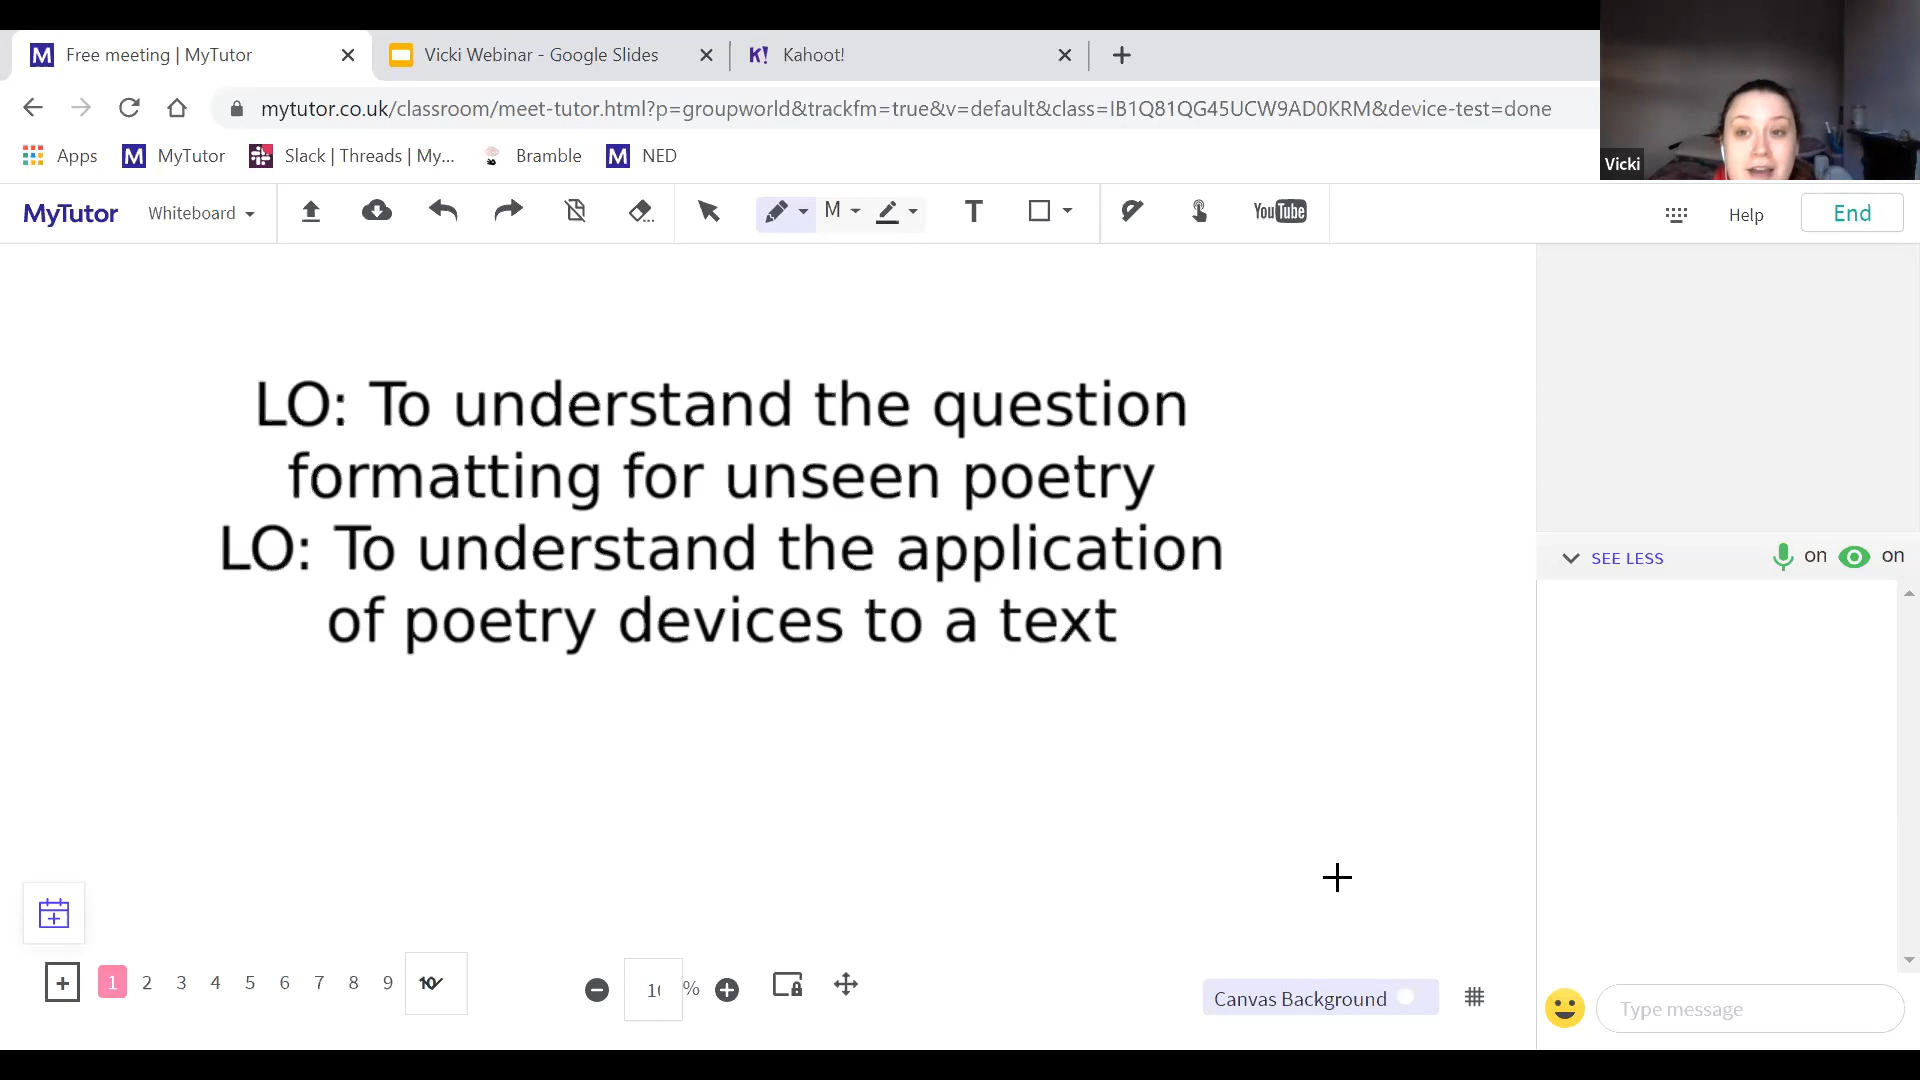 Free meeting | MyTutor
Vicki Webinar - Google Slides
K! Kahoot!
mytutor.co.uk/classroom/meet-tutor.html?p=groupworld&trackfm=true&v=default&class=IB1Q81QG45UCW9AD0KRM&device-test=done
Apps
MyTutor
Slack | Threads | My...
Bramble
NED
Vicki
MyTutor
Whiteboard
M
T
YouTube
Help
End
LO: To understand the question
formatting for unseen poetry
LO: To understand the application
of poetry devices to a text
SEE LESS
on
on
1 2 3 4 5 6 7 8 9 10
%
Canvas Background
Type message